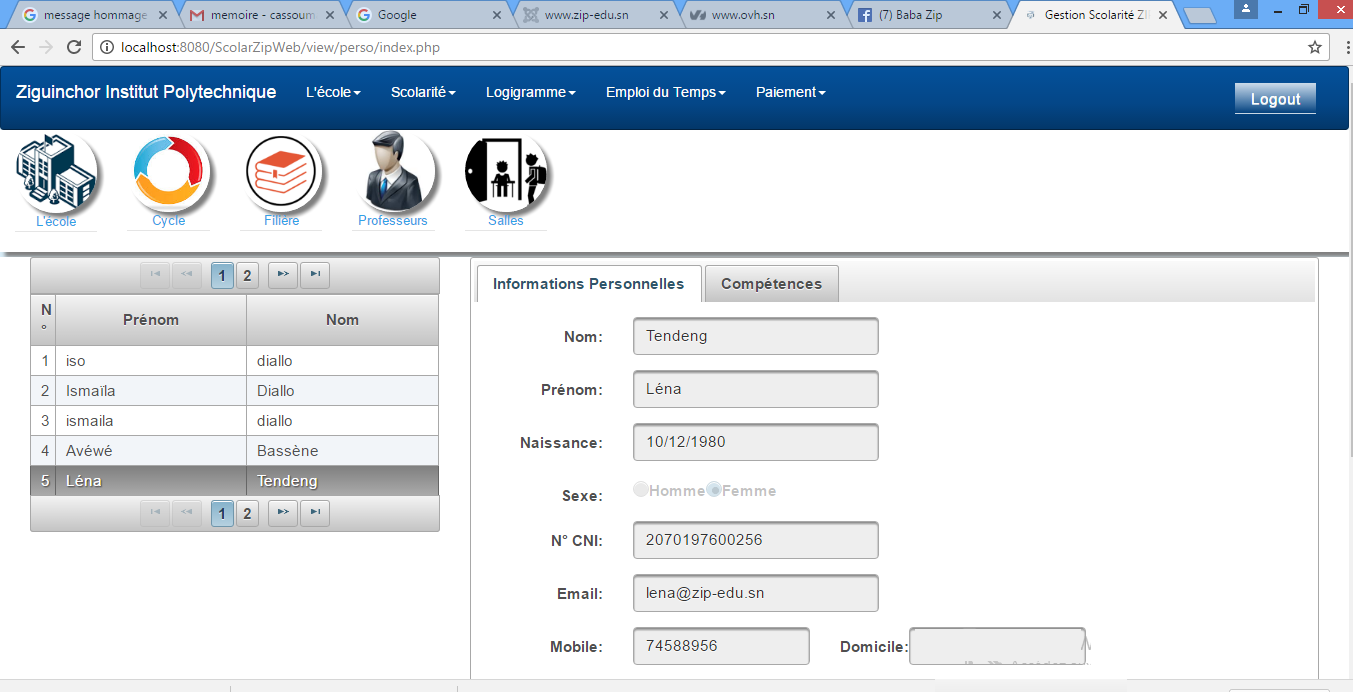 message hommage
memoire - cassoum
Google
www.zip-edu.sn
www.ovh.sn
(7) Baba Zip
Gestion Scolarité ZI
localhost:8080/ScolarZipWeb/view/perso/index.php
Ziguinchor Institut Polytechnique L'école Scolarité Logigramme Emploi du Temps Paiement Logout
L'école Cycle Filière Professeurs Salles
1 2
N° Prénom Nom
1 iso diallo
2 Ismaïla Diallo
3 ismaila diallo
4 Avéwé Bassène
5 Léna Tendeng
1 2
Informations Personnelles Compétences
Nom: Tendeng
Prénom: Léna
Naissance: 10/12/1980
Sexe: Homme Femme
N° CNI: 2070197600256
Email: lena@zip-edu.sn
Mobile: 74588956 Domicile: